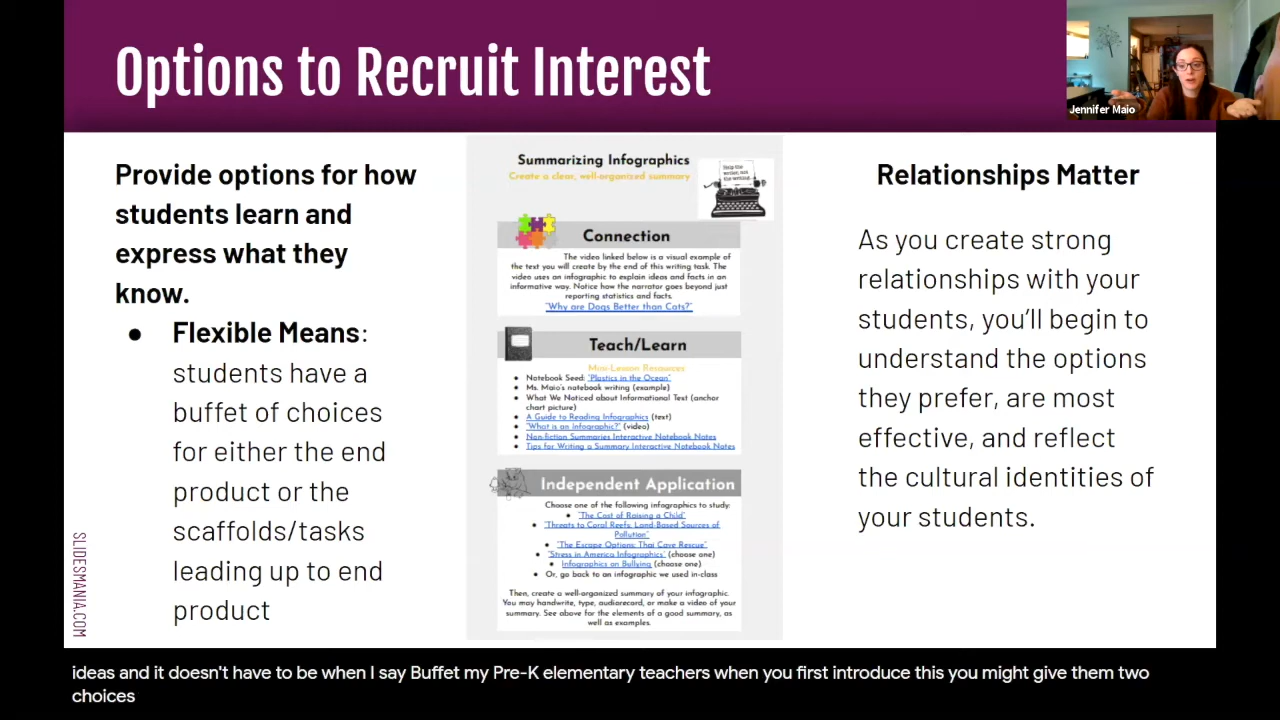 Options to Recruit Interest
Jennifer Maio
Provide options for how
students learn and
express what they
know.
● Flexible Means:
students have a
buffet of choices
for either the end
product or the
scaffolds/tasks
leading up to end
product
SLIDESMANIA.COM
Summarizing Infographics
Create a clear, well-organized summary
Help the
writer, not
the writing.
Connection
The video linked below is a visual example of
the text you will create by the end of this writing task. The
video uses an infographic to explain ideas and facts in an
informative way. Notice how the narrator goes beyond just
reporting statistics and facts.
"Why are Dogs Better than Cats?"
Teach/Learn
Mini-Lesson Resources
● Notebook Seed: "Plastics in the Ocean"
● Ms. Maio's notebook writing (example)
● What We Noticed about Informational Text (anchor
chart picture)
● A Guide to Reading Infographics (text)
● "What is an Infographic?" (video)
● Non-fiction Summaries Interactive Notebook Notes
● Tips for Writing a Summary Interactive Notebook Notes
Independent Application
Choose one of the following infographics to study:
● "The Cost of Raising a Child"
● "Threats to Coral Reefs, Land-Based Sources of
Pollution"
● "The Escape Options: Thai Cave Rescue"
● "Stress in America Infographics" (choose one)
● Infographics on Bullying (choose one)
● Or, go back to an infographic we used in-class
Then, create a well-organized summary of your infographic.
You may handwrite, type, audiorecord, or make a video of your
summary. See above for the elements of a good summary, as
well as examples.
Relationships Matter
As you create strong
relationships with your
students, you'll begin to
understand the options
they prefer, are most
effective, and reflect
the cultural identities of
your students.
ideas and it doesn't have to be when I say Buffet my Pre-K elementary teachers when you first introduce this you might give them two
choices